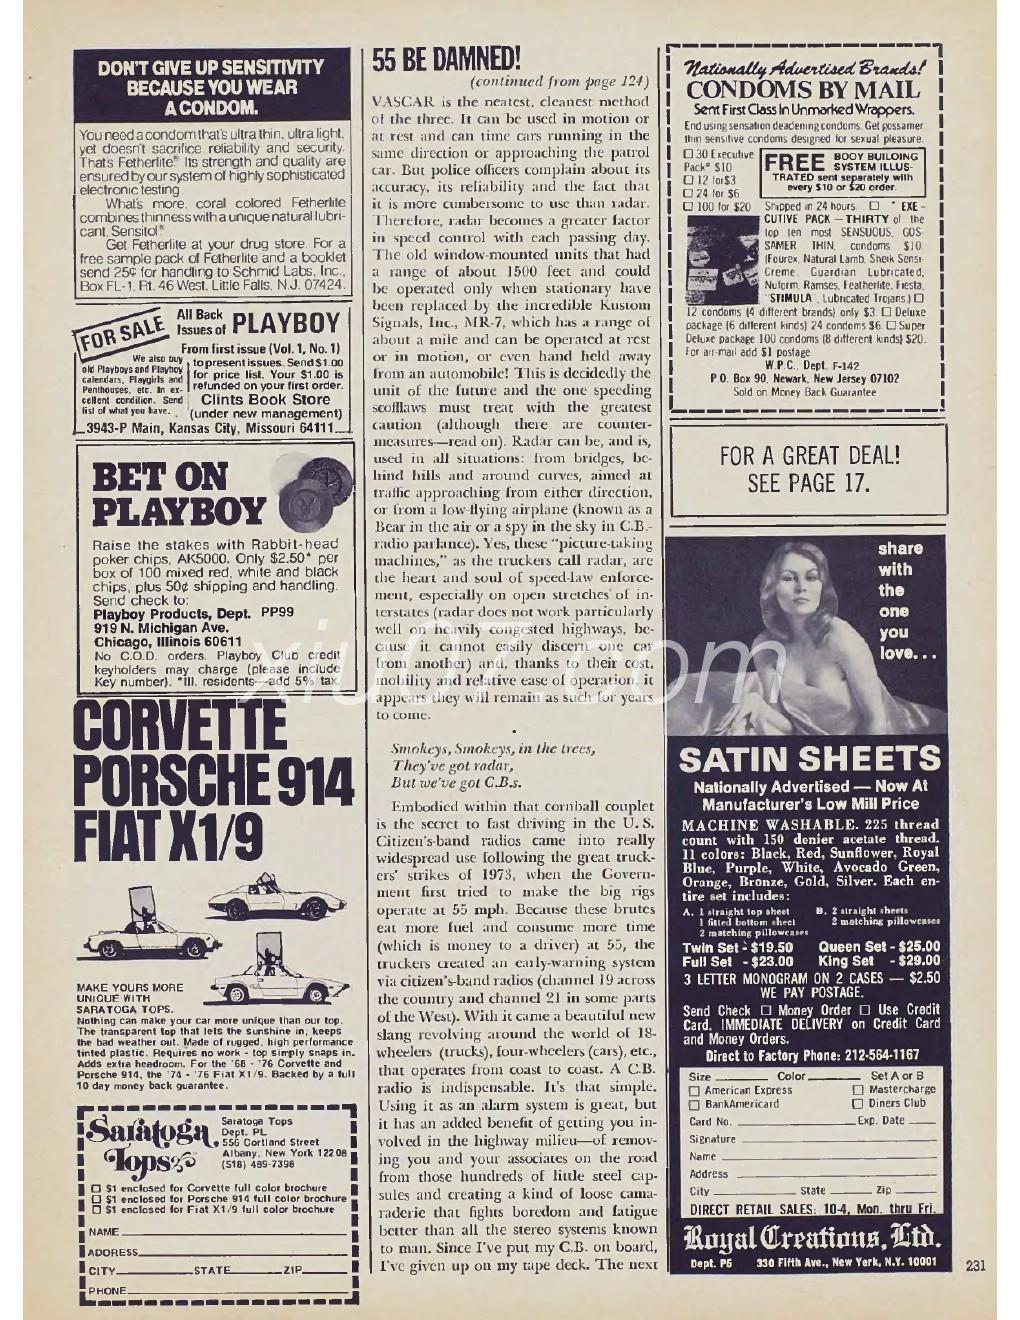 DON'T GIVE UP SENSITIVITY
BECAUSE YOU WEAR
A CONDOM.
You need a condom that's ultra thin, ultra light,
yet doesn't sacrifice reliability and security.
That's Fetherlite.® Its strength and quality are
ensured by our system of highly sophisticated
electronic testing.
What's more, coral colored Fetherlite
combines thinness with a unique natural lubri-
cant, Sensitol.®
Get Fetherlite at your drug store. For a
free sample pack of Fetherlite and a booklet
send 25¢ for handling to Schmid Labs, Inc.,
Box FL-1, Rt. 46 West, Little Falls, N.J. 07424.
FOR SALE
All Back
Issues of PLAYBOY
From first issue (Vol. 1, No. 1)
to present issues. Send $1.00
for price list. Your $1.00 is
refunded on your first order.
We also buy
old Playboys and Playboy
calendars, Playgirls and
Penthouses, etc. in ex-
cellent condition. Send
list of what you have.
Clints Book Store
(under new management)
3943-P Main, Kansas City, Missouri 64111
BET ON
PLAYBOY
Raise the stakes with Rabbit-head
poker chips, AK5000. Only $2.50* per
box of 100 mixed red, white and black
chips, plus 50¢ shipping and handling.
Send check to:
Playboy Products, Dept. PP99
919 N. Michigan Ave.
Chicago, Illinois 60611
No C.O.D. orders. Playboy Club credit
keyholders may charge (please include
Key number). *Ill. residents—add 5% tax.
CORVETTE
PORSCHE 914
FIAT X1/9
MAKE YOURS MORE
UNIQUE WITH
SARATOGA TOPS.
Nothing can make your car more unique than our top.
The transparent top that lets the sunshine in, keeps
the bad weather out. Made of rugged, high performance
tinted plastic. Requires no work - top simply snaps in.
Adds extra headroom. For the '68 - '76 Corvette and
Porsche 914, the '74 - '76 Fiat X1/9. Backed by a full
10 day money back guarantee.
Saratoga
Tops
Saratoga Tops
Dept. PL
556 Cortland Street
Albany, New York 12208
(518) 489-7398
$1 enclosed for Corvette full color brochure
$1 enclosed for Porsche 914 full color brochure
$1 enclosed for Fiat X1/9 full color brochure
NAME
ADDRESS
CITY STATE ZIP
PHONE
55 BE DAMNED!
(continued from page 124)
VASCAR is the neatest, cleanest method
of the three. It can be used in motion or
at rest and can time cars running in the
same direction or approaching the patrol
car. But police officers complain about its
accuracy, its reliability and the fact that
it is more cumbersome to use than radar.
Therefore, radar becomes a greater factor
in speed control with each passing day.
The old window-mounted units that had
a range of about 1500 feet and could
be operated only when stationary have
been replaced by the incredible Kustom
Signals, Inc., MR-7, which has a range of
about a mile and can be operated at rest
or in motion, or even hand held away
from an automobile! This is decidedly the
unit of the future and the one speeding
scofflaws must treat with the greatest
caution (although there are counter-
measures—read on). Radar can be, and is,
used in all situations: from bridges, be-
hind hills and around curves, aimed at
traffic approaching from either direction,
or from a low-flying airplane (known as a
Bear in the air or a spy in the sky in C.B.-
radio parlance). Yes, these "picture-taking
machines," as the truckers call radar, are
the heart and soul of speed-law enforce-
ment, especially on open stretches of in-
terstates (radar does not work particularly
well on heavily congested highways, be-
cause it cannot easily discern one car
from another) and, thanks to their cost,
mobility and relative ease of operation, it
appears they will remain as such for years
to come.
Smokeys, Smokeys, in the trees,
They've got radar,
But we've got C.B.s.
Embodied within that cornball couplet
is the secret to fast driving in the U. S.
Citizen's-band radios came into really
widespread use following the great truck-
ers' strikes of 1973, when the Govern-
ment first tried to make the big rigs
operate at 55 mph. Because these brutes
eat more fuel and consume more time
(which is money to a driver) at 55, the
truckers created an early-warning system
via citizen's-band radios (channel 19 across
the country and channel 21 in some parts
of the West). With it came a beautiful new
slang revolving around the world of 18-
wheelers (trucks), four-wheelers (cars), etc.,
that operates from coast to coast. A C.B.
radio is indispensable. It's that simple.
Using it as an alarm system is great, but
it has an added benefit of getting you in-
volved in the highway milieu—of remov-
ing you and your associates on the road
from those hundreds of little steel cap-
sules and creating a kind of loose cama-
raderie that fights boredom and fatigue
better than all the stereo systems known
to man. Since I've put my C.B. on board,
I've given up on my tape deck. The next
Nationally Advertised Brands!
CONDOMS BY MAIL
Sent First Class In Unmarked Wrappers.
End using sensation deadening condoms. Get gossamer
thin sensitive condoms designed for sexual pleasure.
30 Executive
Pack* $10
12 for $3
24 for $6
100 for $20
FREE BODY BUILDING
SYSTEM ILLUS-
TRATED sent separately with
every $10 or $20 order.
Shipped in 24 hours. * EXE-
CUTIVE PACK — THIRTY of the
top ten most SENSUOUS, GOS-
SAMER THIN, condoms $10.
(Fourex, Natural Lamb, Sheik Sensi-
Creme, Guardian Lubricated,
Nuform, Ramses, Featherlite, Fiesta,
"STIMULA", Lubricated Trojans.)
12 condoms (4 different brands) only $3. Deluxe
package (6 different kinds) 24 condoms $6. Super
Deluxe package 100 condoms (8 different kinds) $20.
For air-mail add $1 postage
W.P.C., Dept. F-142
P.O. Box 90, Newark, New Jersey 07102
Sold on Money Back Guarantee
FOR A GREAT DEAL!
SEE PAGE 17.
share
with
the
one
you
love...
SATIN SHEETS
Nationally Advertised — Now At
Manufacturer's Low Mill Price
MACHINE WASHABLE. 225 thread
count with 150 denier acetate thread.
11 colors: Black, Red, Sunflower, Royal
Blue, Purple, White, Avocado Green,
Orange, Bronze, Gold, Silver. Each en-
tire set includes:
A. 1 straight top sheet
1 fitted bottom sheet
2 matching pillowcases
B. 2 straight sheets
2 matching pillowcases
Twin Set - $19.50 Queen Set - $25.00
Full Set - $23.00 King Set - $29.00
3 LETTER MONOGRAM ON 2 CASES — $2.50
WE PAY POSTAGE.
Send Check Money Order Use Credit
Card. IMMEDIATE DELIVERY on Credit Card
and Money Orders.
Direct to Factory Phone: 212-564-1167
Size Color Set A or B
American Express Mastercharge
BankAmericard Diners Club
Card No. Exp. Date
Signature
Name
Address
City State Zip
DIRECT RETAIL SALES: 10-4, Mon. thru Fri.
Royal Creations, Ltd.
Dept. P6 330 Fifth Ave., New York, N.Y. 10001
231
xiu07.com